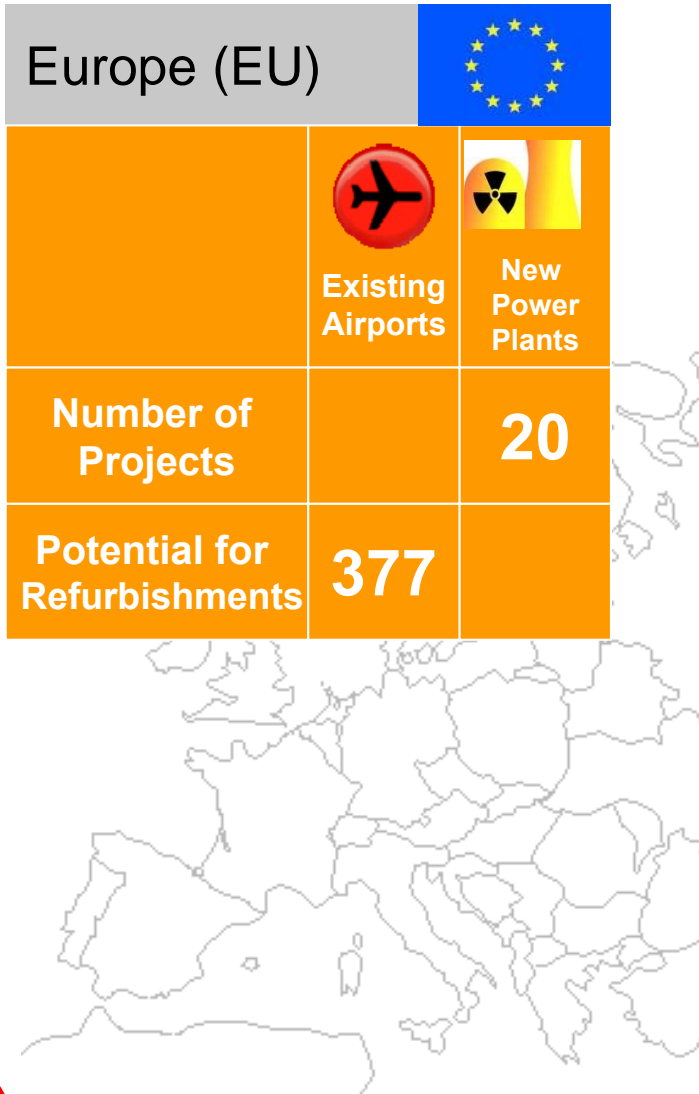 Europe (EU)
Existing
Airports
New
Power
Plants
Number of
Projects
20
Potential for
Refurbishments
377